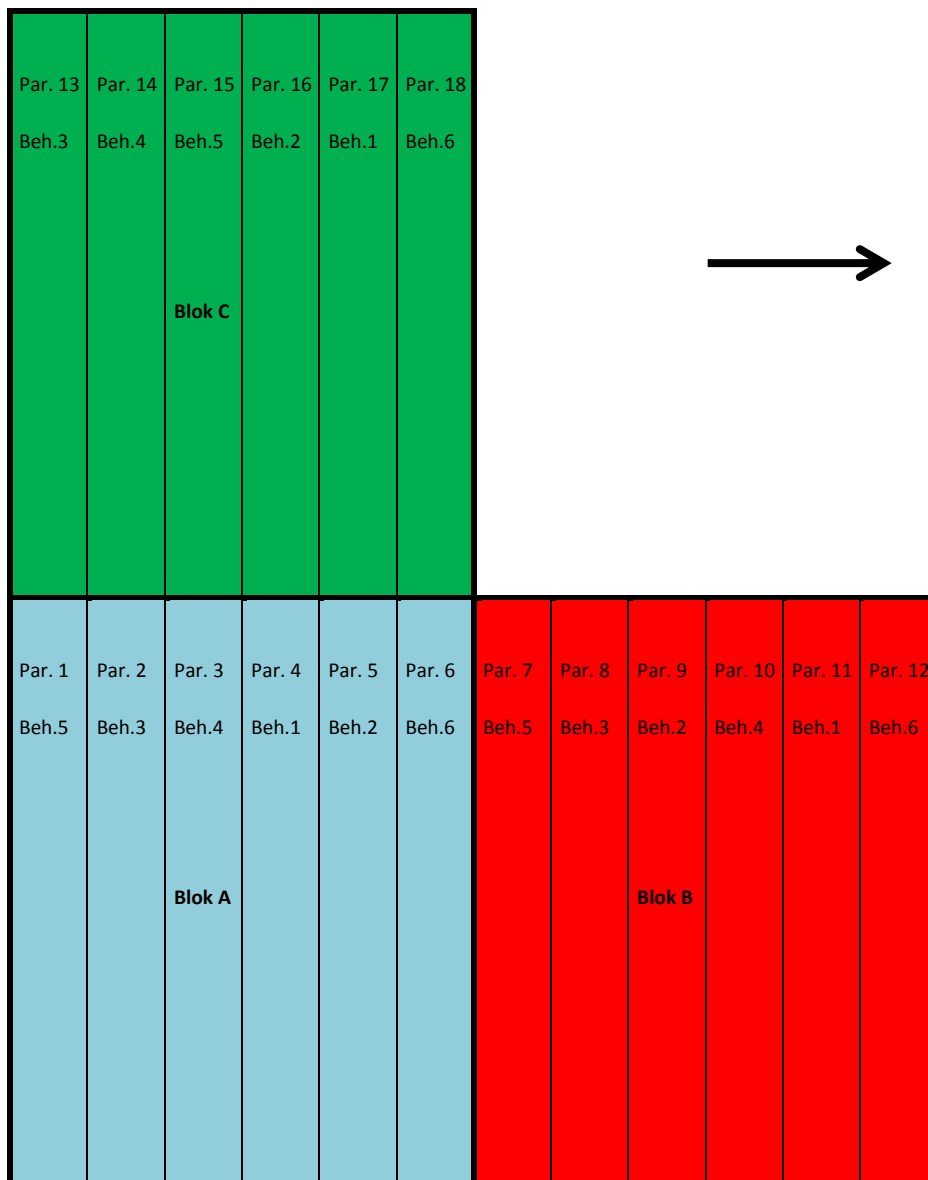 Par. 13 Par. 14 Par. 15 Par. 16 Par. 17 Par. 18
Beh.3 Beh.4 Beh.5 Beh.2 Beh.1 Beh.6
Blok C
Par. 1 Par. 2 Par. 3 Par. 4 Par. 5 Par. 6 Par. 7 Par. 8 Par. 9 Par. 10 Par. 11 Par. 12
Beh.5 Beh.3 Beh.4 Beh.1 Beh.2 Beh.6 Beh.5 Beh.3 Beh.2 Beh.4 Beh.1 Beh.6
Blok A Blok B